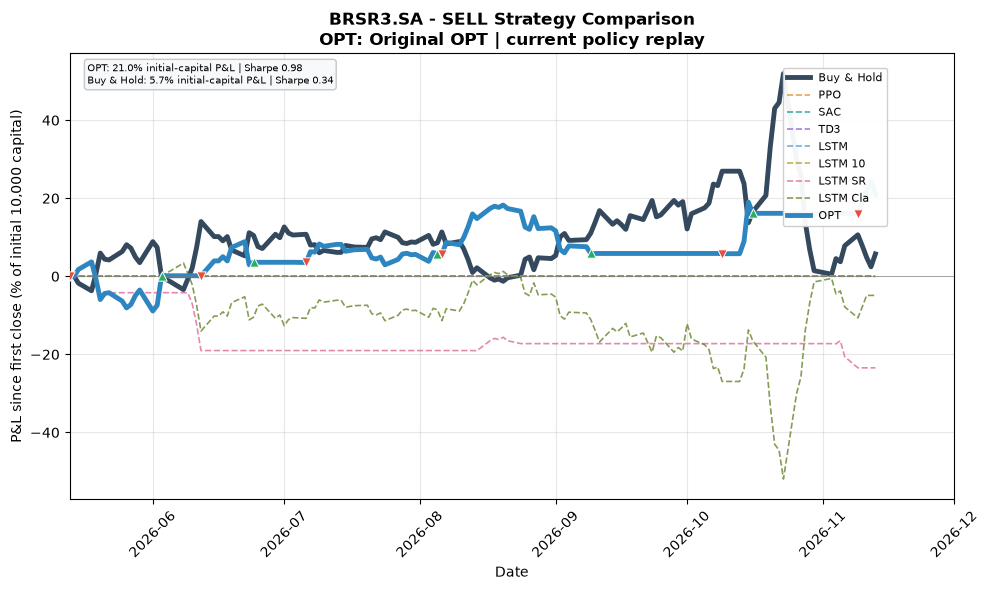 BRSR3.SA - SELL Strategy Comparison
OPT: Original OPT | current policy replay
OPT: 21.0% initial-capital P&L | Sharpe 0.98
Buy & Hold: 5.7% initial-capital P&L | Sharpe 0.34
Buy & Hold
PPO
SAC
TD3
LSTM
LSTM 10
LSTM SR
LSTM Cla
OPT
P&L since first close (% of initial 10,000 capital)
40
20
0
−20
−40
2026-06
2026-07
2026-08
2026-09
2026-10
2026-11
2026-12
Date